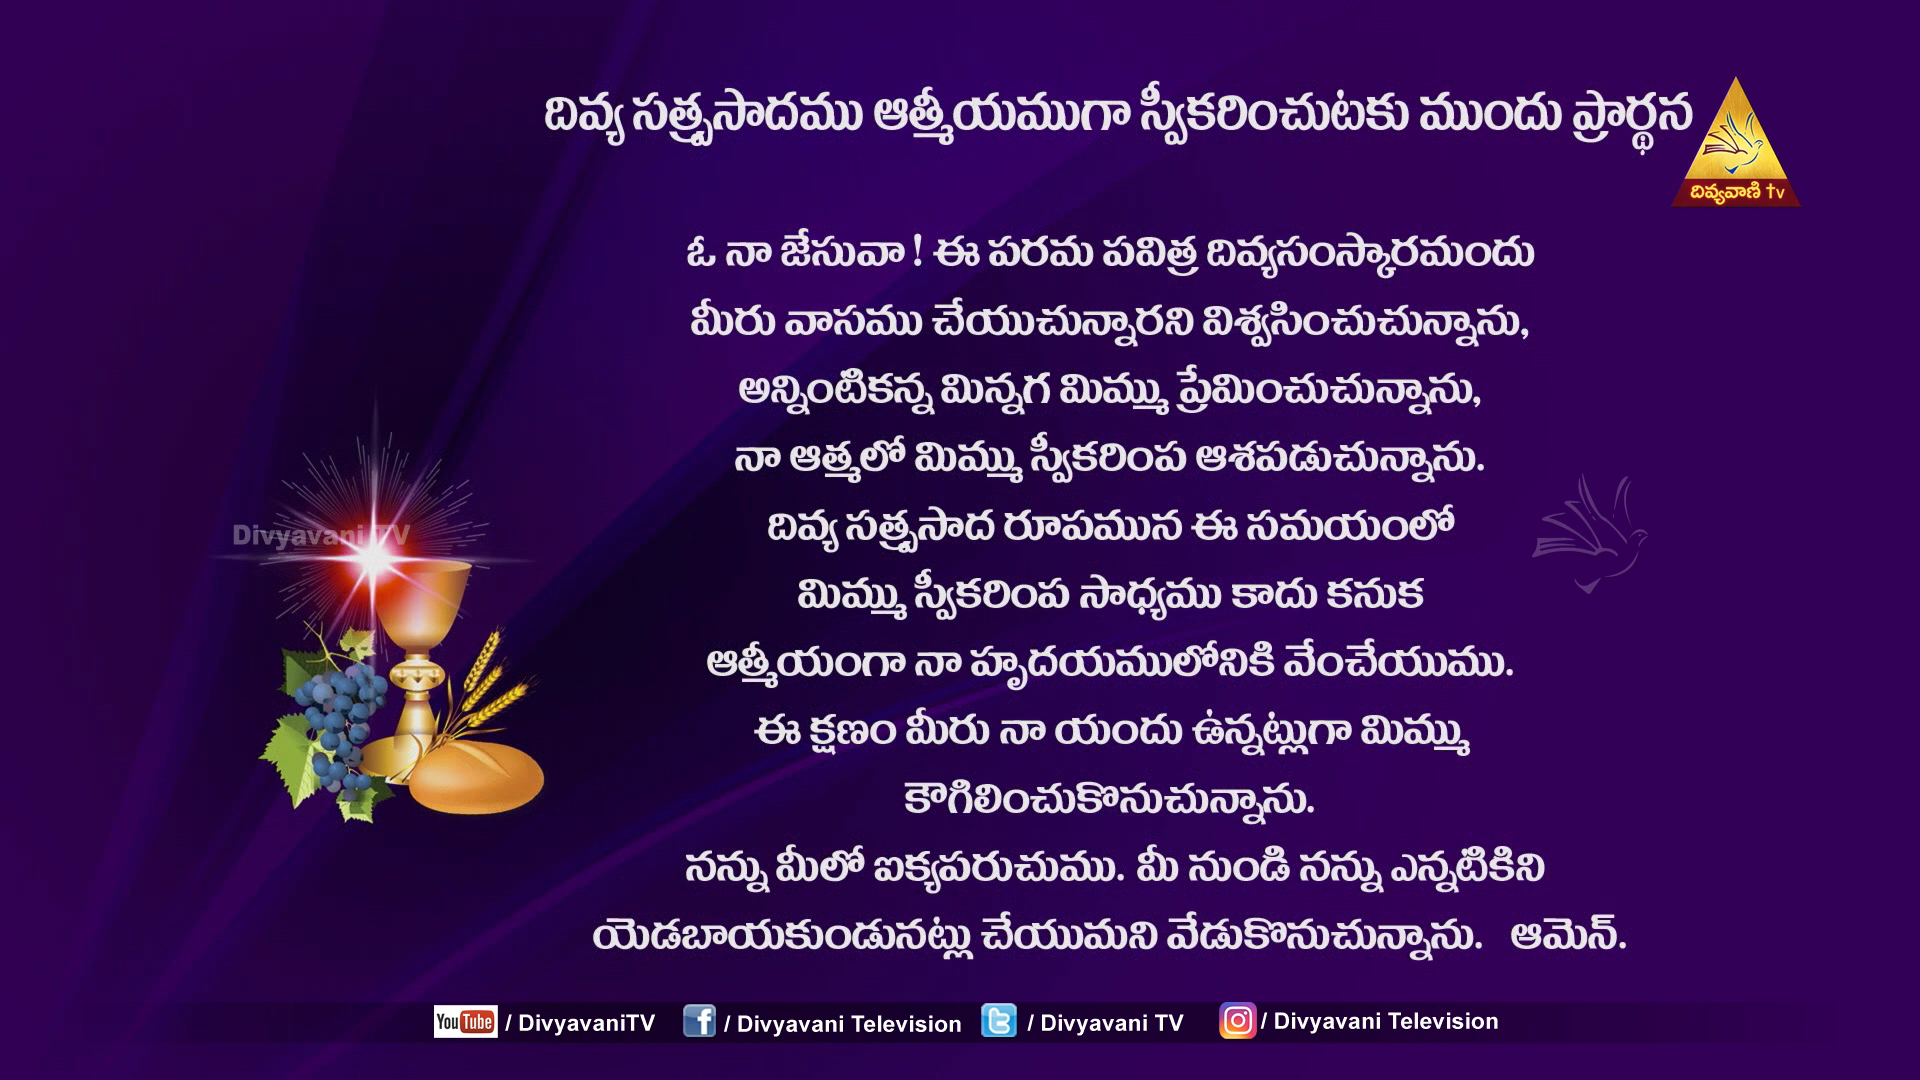 దివ్య సత్ప్రసాదము ఆత్మీయముగా స్వీకరించుటకు ముందు ప్రార్థన
దివ్యవాణి tv
ఓ నా జేసువా ! ఈ పరమ పవిత్ర దివ్యసంస్కారమందు
మీరు వాసము చేయుచున్నారని విశ్వసించుచున్నాను,
అన్నింటికన్న మిన్నగ మిమ్ము ప్రేమించుచున్నాను,
నా ఆత్మలో మిమ్ము స్వీకరింప ఆశపడుచున్నాను.
దివ్య సత్ప్రసాద రూపమున ఈ సమయంలో
మిమ్ము స్వీకరింప సాధ్యము కాదు కనుక
ఆత్మీయంగా నా హృదయములోనికి వేంచేయుము.
ఈ క్షణం మీరు నా యందు ఉన్నట్లుగా మిమ్ము
కౌగిలించుకొనుచున్నాను.
నన్ను మీలో ఐక్యపరుచుము. మీ నుండి నన్ను ఎన్నటికిని
యెడబాయకుండునట్లు చేయుమని వేడుకొనుచున్నాను. ఆమెన్.
Divyavani TV
YouTube / DivyavaniTV / Divyavani Television / Divyavani TV / Divyavani Television